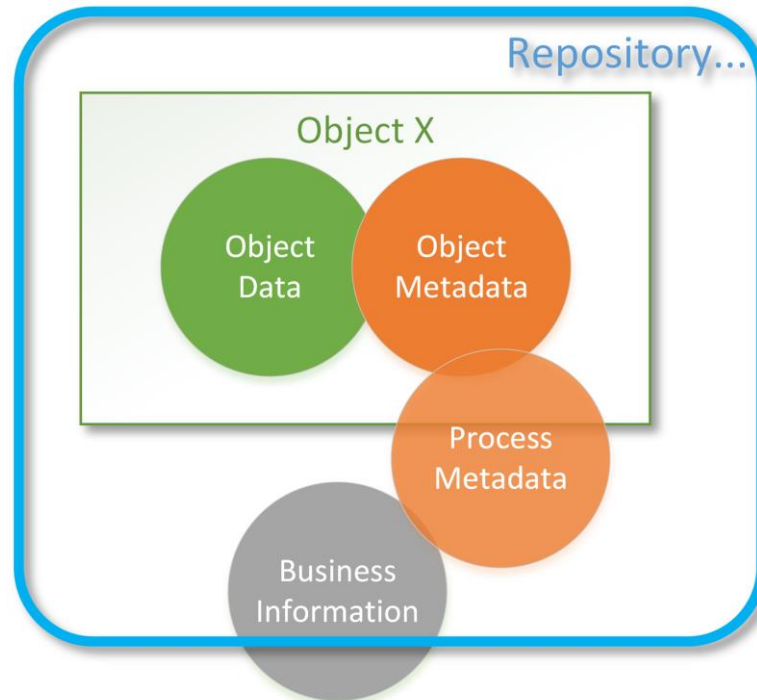 Repository...
Object X
Object
Data
Object
Metadata
Process
Metadata
Business
Information